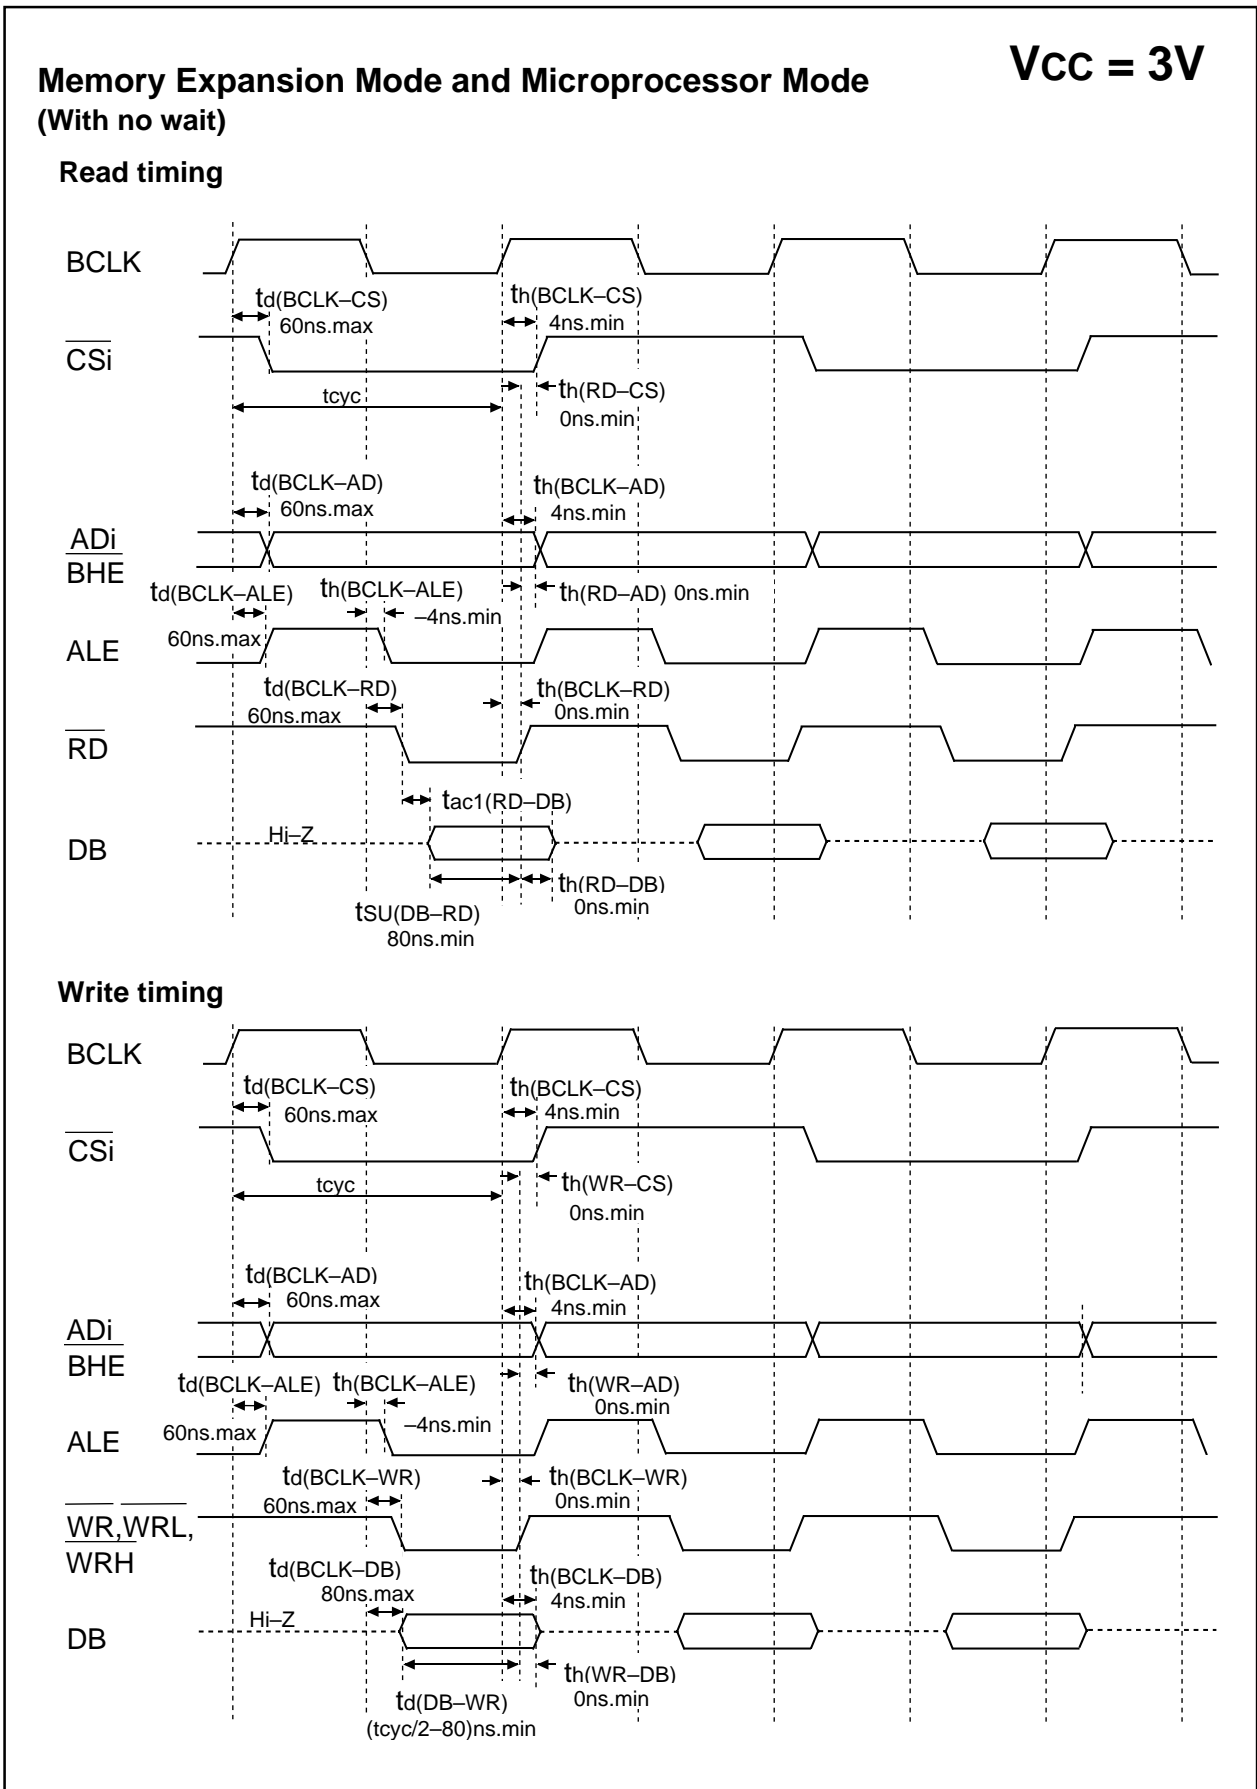 VCC = 3V
Memory Expansion Mode and Microprocessor Mode
(With no wait)
Read timing
BCLK
td(BCLK–CS)
60ns.max
th(BCLK–CS)
4ns.min
CSi
tcyc
th(RD–CS)
0ns.min
td(BCLK–AD)
60ns.max
th(BCLK–AD)
4ns.min
ADi
BHE
td(BCLK–ALE)
60ns.max
th(BCLK–ALE)
–4ns.min
th(RD–AD) 0ns.min
ALE
td(BCLK–RD)
60ns.max
th(BCLK–RD)
0ns.min
RD
tac1(RD–DB)
Hi–Z
DB
th(RD–DB)
0ns.min
tSU(DB–RD)
80ns.min
Write timing
BCLK
td(BCLK–CS)
60ns.max
th(BCLK–CS)
4ns.min
CSi
tcyc
th(WR–CS)
0ns.min
td(BCLK–AD)
60ns.max
th(BCLK–AD)
4ns.min
ADi
BHE
td(BCLK–ALE)
60ns.max
th(BCLK–ALE)
–4ns.min
th(WR–AD)
0ns.min
ALE
td(BCLK–WR)
60ns.max
th(BCLK–WR)
0ns.min
WR,WRL,
WRH
td(BCLK–DB)
80ns.max
th(BCLK–DB)
4ns.min
Hi–Z
DB
th(WR–DB)
0ns.min
td(DB–WR)
(tcyc/2–80)ns.min